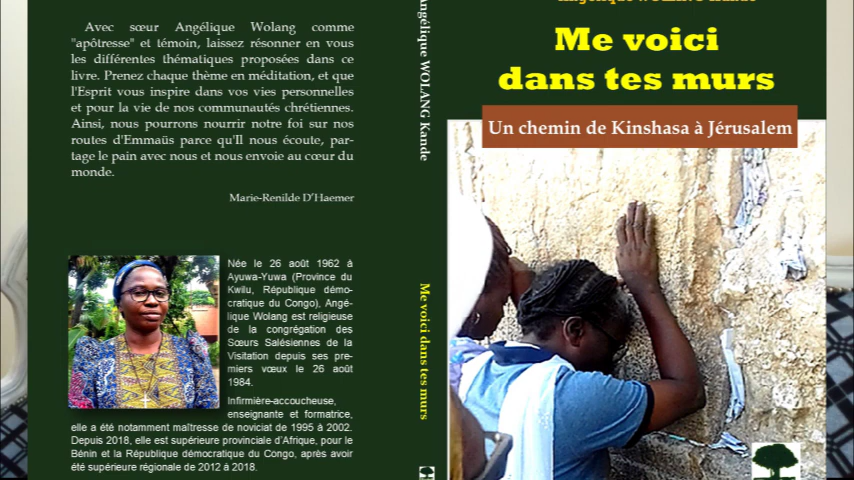 Avec sœur Angélique Wolang comme
"apôtresse" et témoin, laissez résonner en vous
les différentes thématiques proposées dans ce
livre. Prenez chaque thème en méditation, et que
l'Esprit vous inspire dans vos vies personnelles
et pour la vie de nos communautés chrétiennes.
Ainsi, nous pourrons nourrir notre foi sur nos
routes d'Emmaüs parce qu'Il nous écoute, par-
tage le pain avec nous et nous envoie au cœur du
monde.
Marie-Renilde D'Haemer
Née le 26 août 1962 à
Ayuwa-Yuwa (Province du
Kwilu, République démo-
cratique du Congo), Angé-
lique Wolang est religieuse
de la congrégation des
Sœurs Salésiennes de la
Visitation depuis ses pre-
miers vœux le 26 août
1984.
Infirmière-accoucheuse,
enseignante et formatrice,
elle a été notamment maîtresse de noviciat de 1995 à 2002.
Depuis 2018, elle est supérieure provinciale d'Afrique, pour le
Bénin et la République démocratique du Congo, après avoir
été supérieure régionale de 2012 à 2018.
Angélique WOLANG Kande
Me voici dans tes murs
Me voici
dans tes murs
Un chemin de Kinshasa à Jérusalem